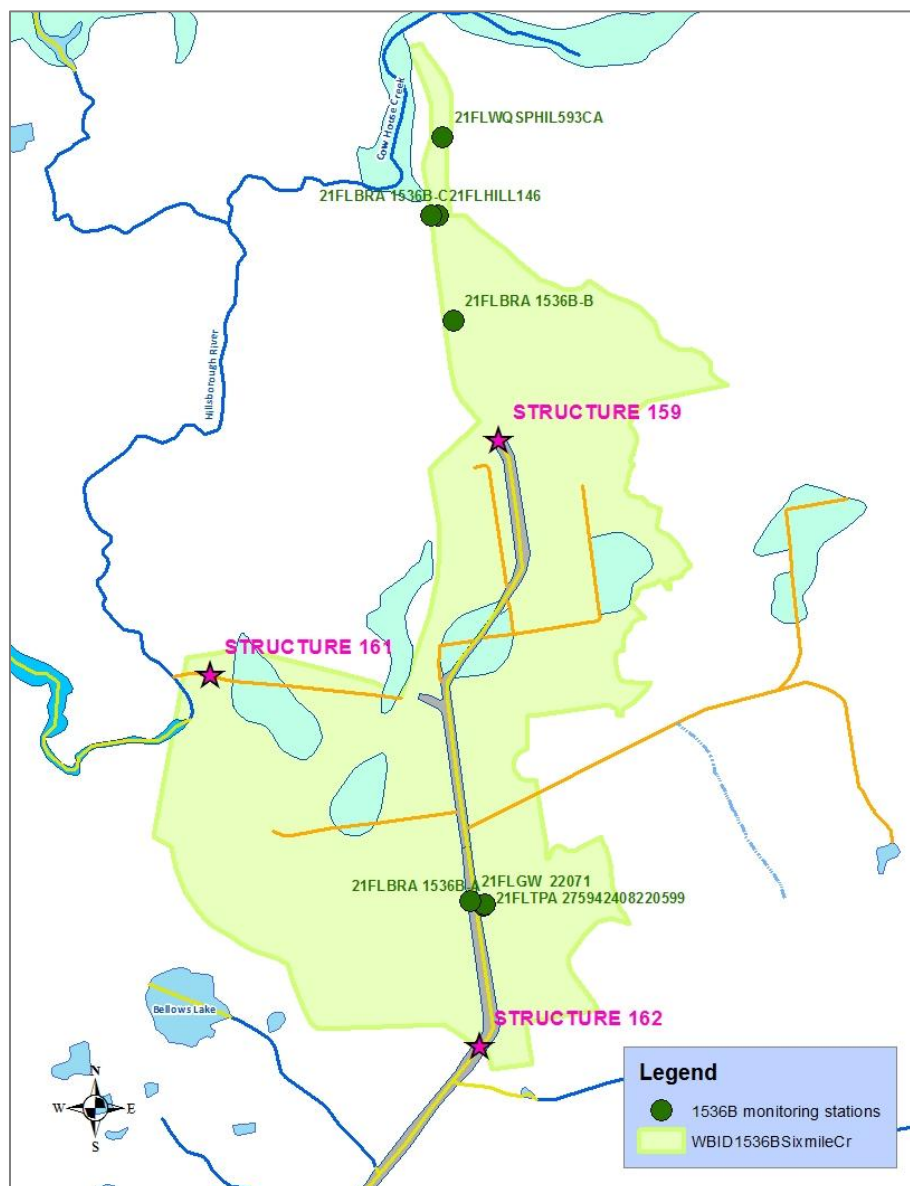 21FLWQSPHIL593CA
Cow House Creek
21FLBRA 1536B-C21FLHILL146
21FLBRA 1536B-B
Hillsborough River
STRUCTURE 159
STRUCTURE 161
21FLBRA 1536B-A
21FLGW 22071
21FLTPA 275942408220599
STRUCTURE 162
Bellows Lake
N
W E
S
Legend
1536B monitoring stations
WBID1536BSixmileCr